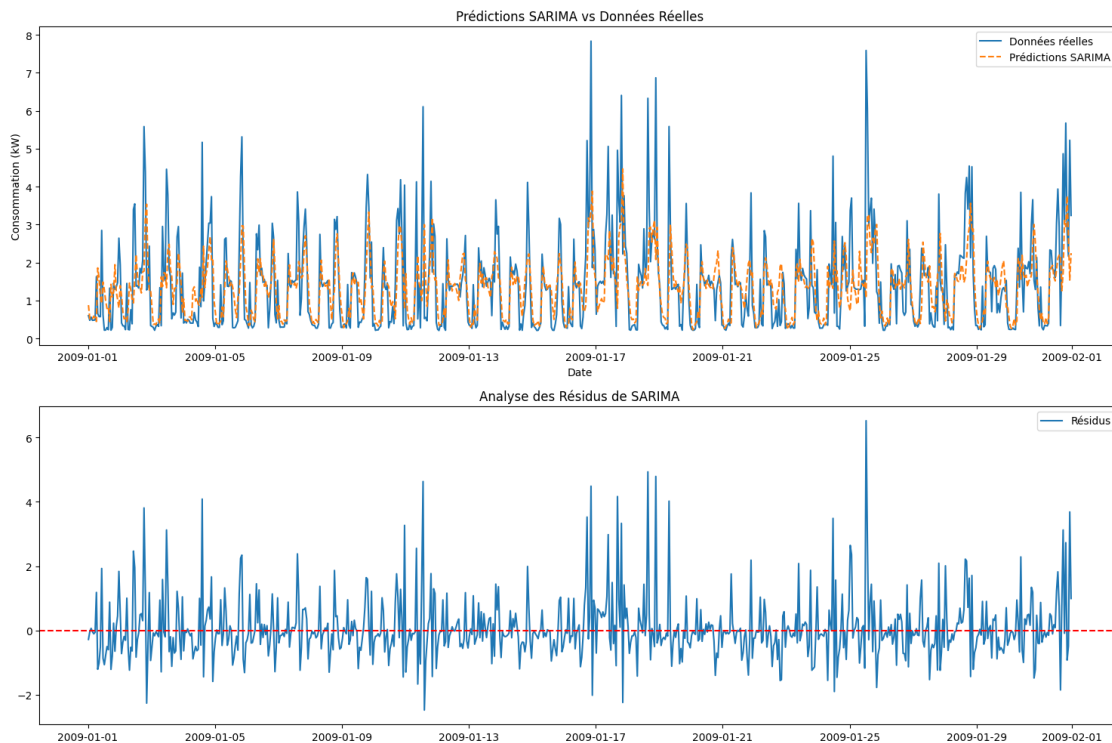 Prédictions SARIMA vs Données Réelles
Données réelles
Prédictions SARIMA
8
7
6
5
4
3
2
1
0
Consommation (kW)
2009-01-01 2009-01-05 2009-01-09 2009-01-13 2009-01-17 2009-01-21 2009-01-25 2009-01-29 2009-02-01
Date
Analyse des Résidus de SARIMA
Résidus
6
4
2
0
−2
2009-01-01 2009-01-05 2009-01-09 2009-01-13 2009-01-17 2009-01-21 2009-01-25 2009-01-29 2009-02-01